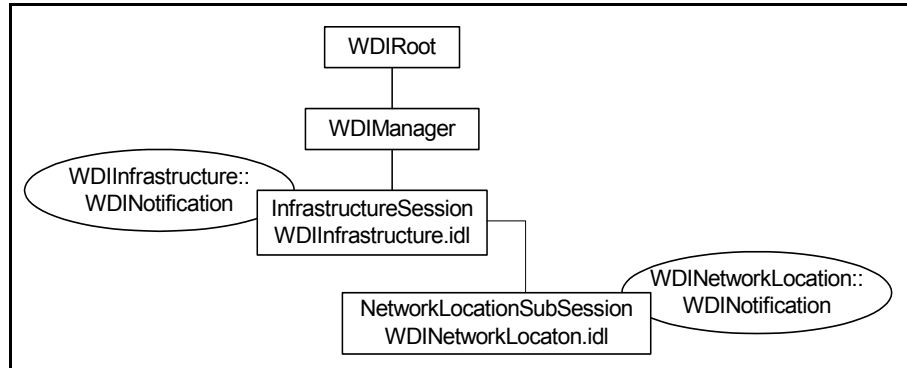 WDIRoot
WDIManager
WDIInfrastructure::
WDINotification
InfrastructureSession
WDIInfrastructure.idl
WDINetworkLocation::
WDINotification
NetworkLocationSubSession
WDINetworkLocaton.idl